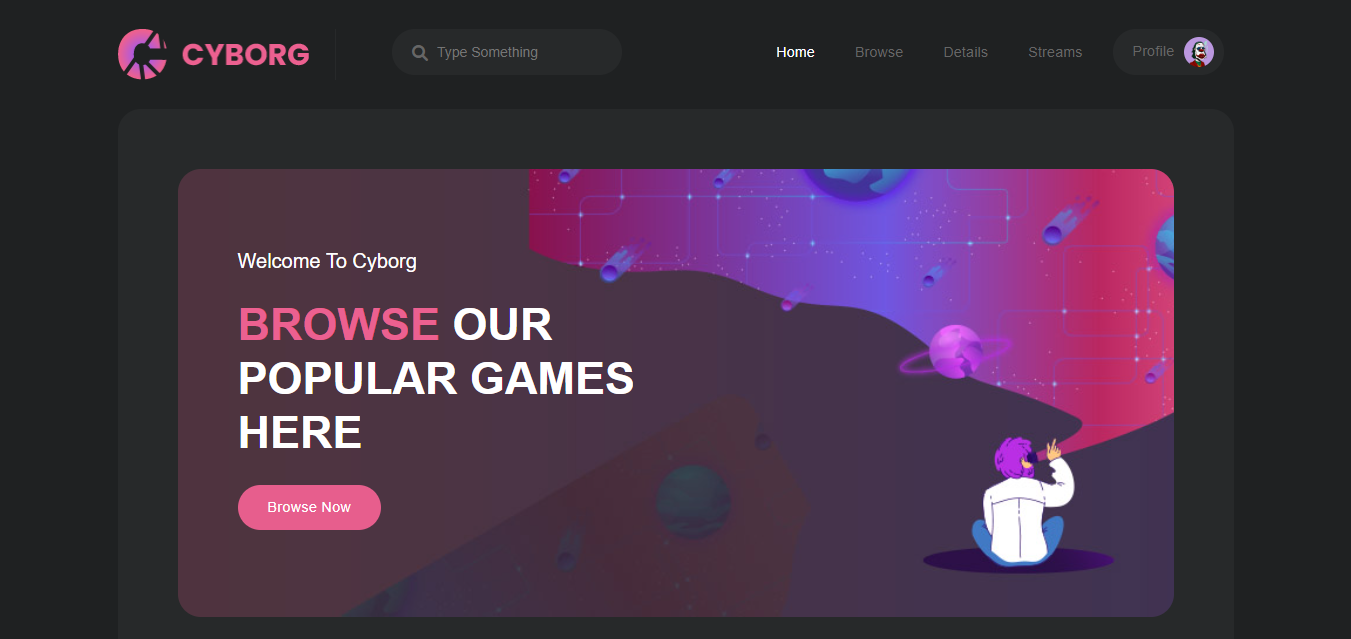 CYBORG
Type Something
Home
Browse
Details
Streams
Profile
Welcome To Cyborg
BROWSE OUR
POPULAR GAMES
HERE
Browse Now